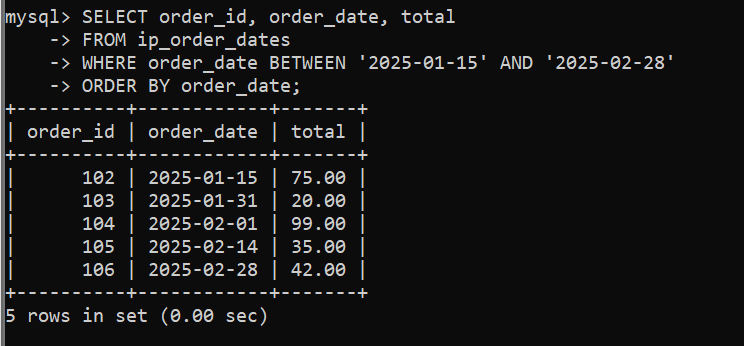 mysql> SELECT order_id, order_date, total
    -> FROM ip_order_dates
    -> WHERE order_date BETWEEN '2025-01-15' AND '2025-02-28'
    -> ORDER BY order_date;
+----------+------------+-------+
| order_id | order_date | total |
+----------+------------+-------+
|      102 | 2025-01-15 | 75.00 |
|      103 | 2025-01-31 | 20.00 |
|      104 | 2025-02-01 | 99.00 |
|      105 | 2025-02-14 | 35.00 |
|      106 | 2025-02-28 | 42.00 |
+----------+------------+-------+
5 rows in set (0.00 sec)